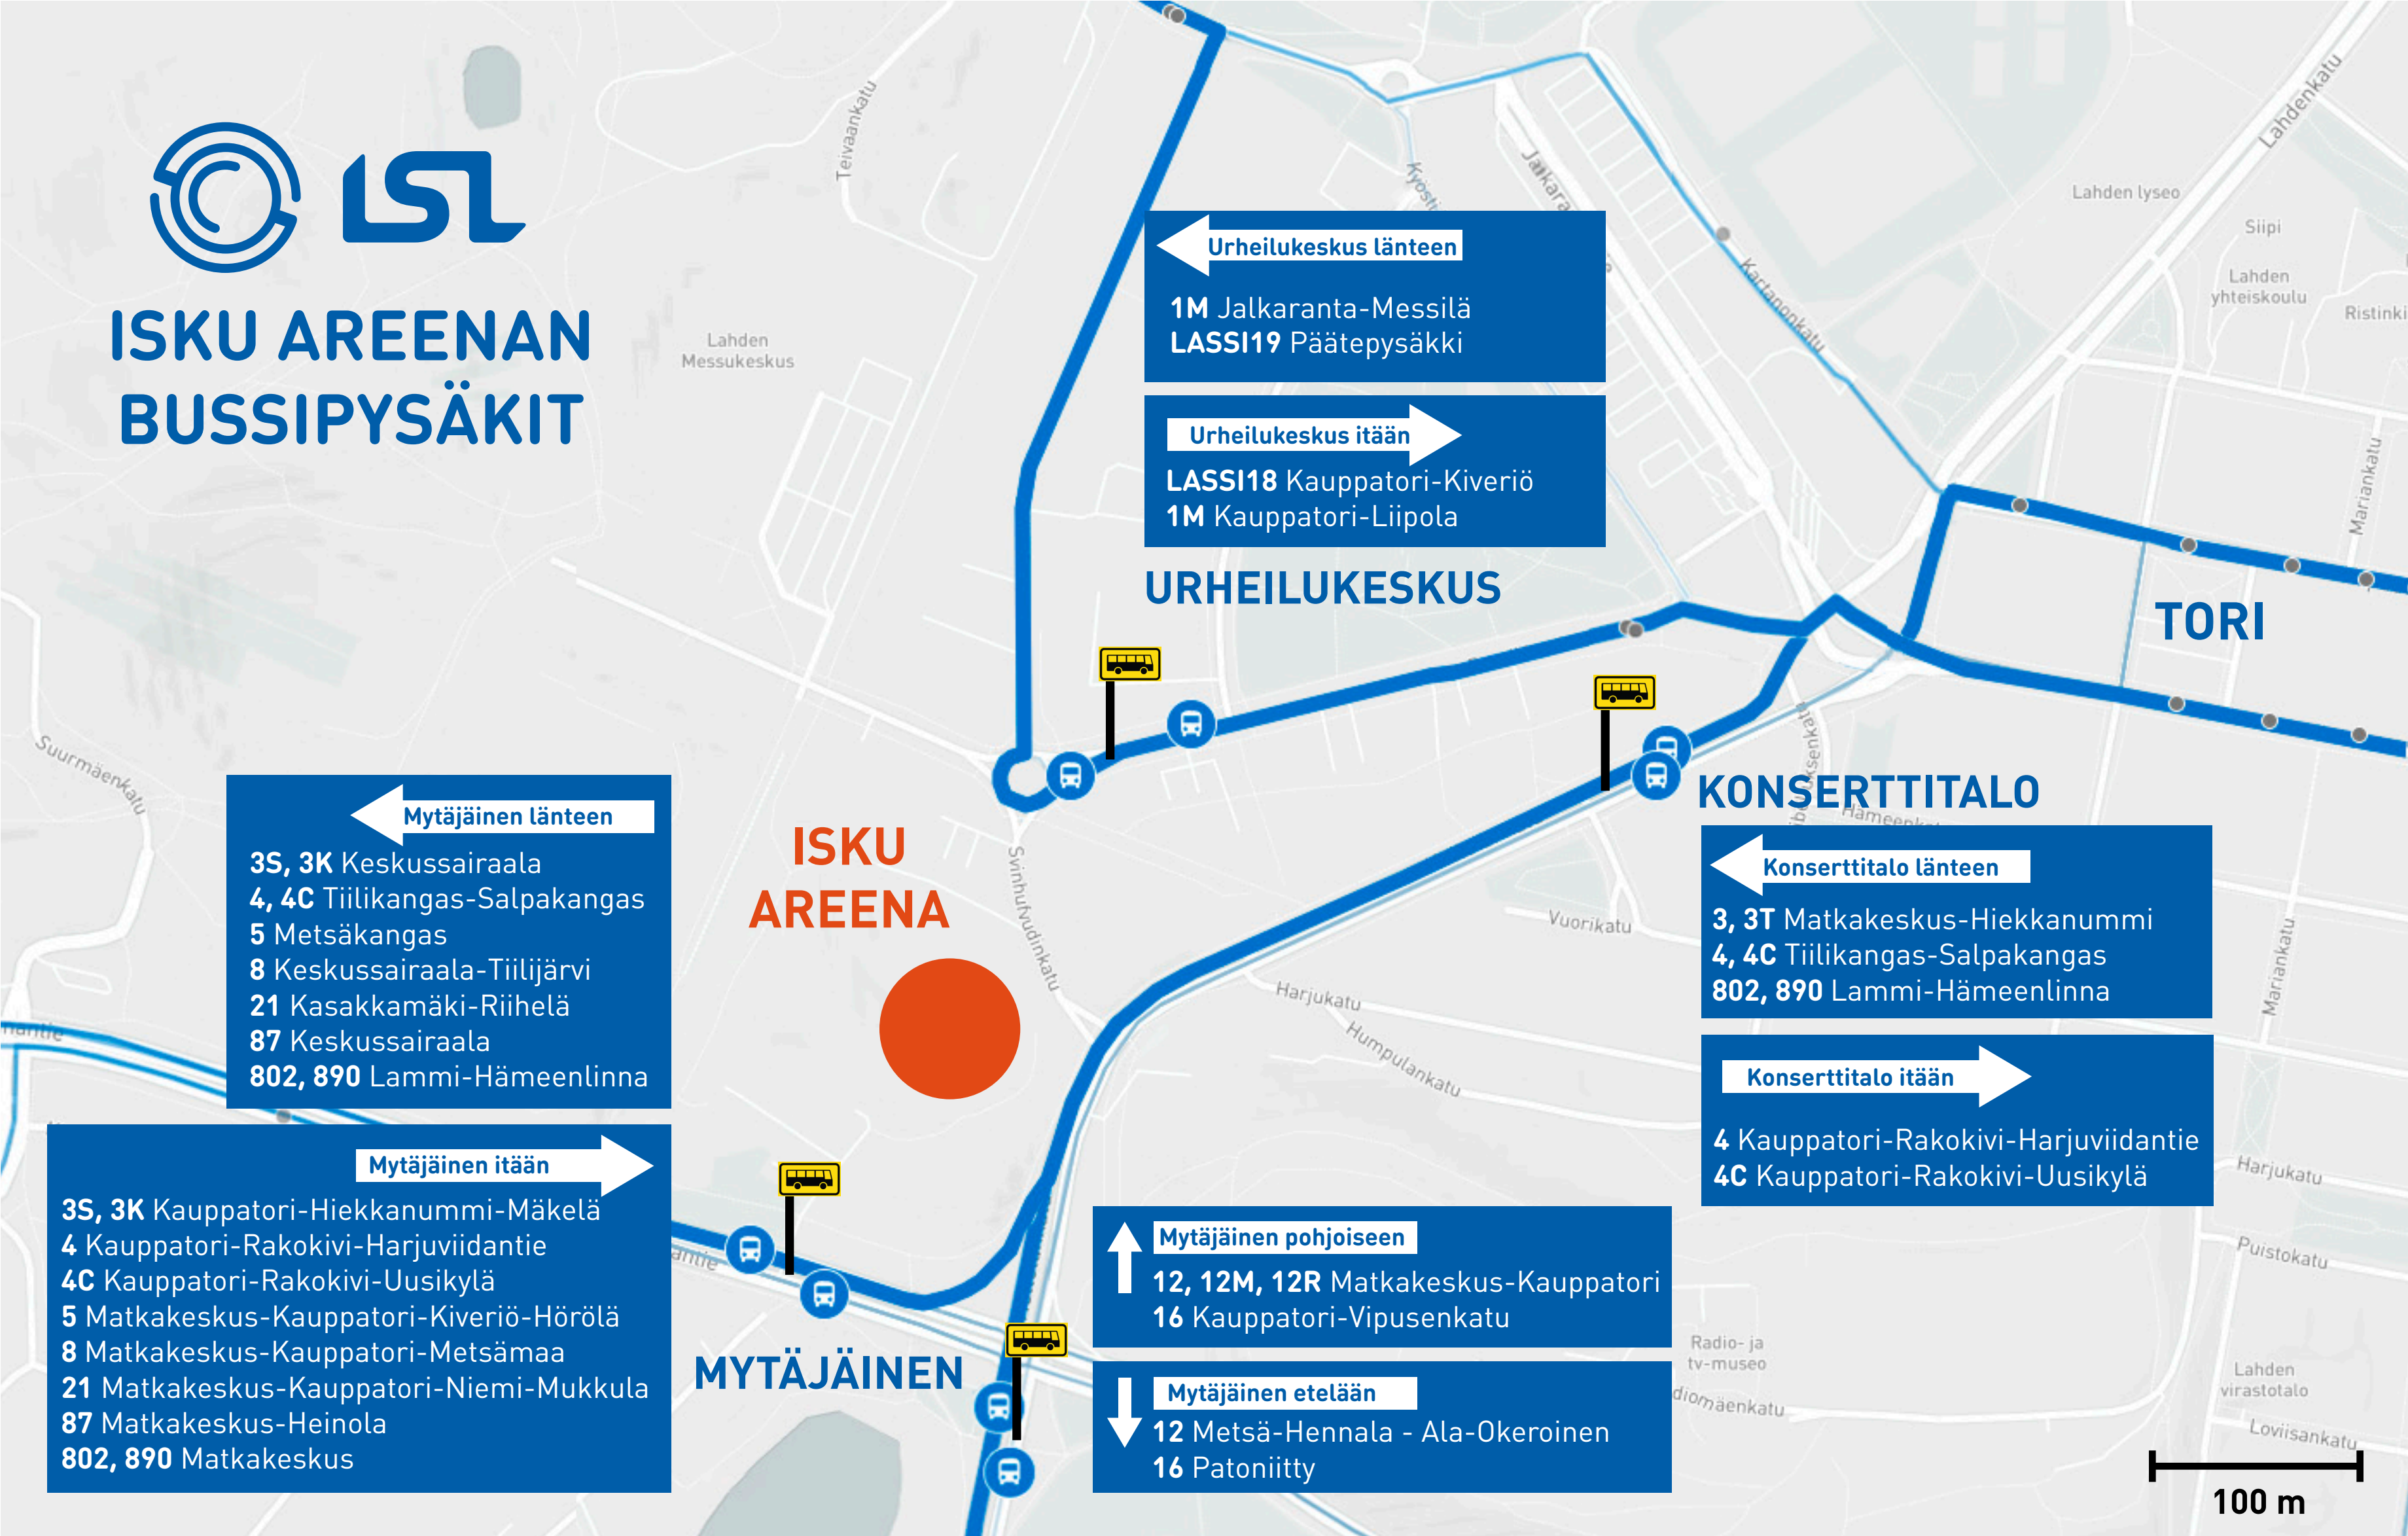 LSL
ISKU AREENAN
BUSSIPYSÄKIT
Teivaankatu
Lahdenkatu
Lahden lyseo
Siipi
Lahden
yhteiskoulu
Kartanonkatu
Mariankatu
Lahden
Messukeskus
Urheilukeskus länteen
1M Jalkaranta-Messilä
LASSI19 Päätepysäkki
Urheilukeskus itään
LASSI18 Kauppatori-Kiveriö
1M Kauppatori-Liipola
URHEILUKESKUS
TORI
Suurmäenkatu
Mytäjäinen länteen
3S, 3K Keskussairaala
4, 4C Tiilikangas-Salpakangas
5 Metsäkangas
8 Keskussairaala-Tiilijärvi
21 Kasakkamäki-Riihelä
87 Keskussairaala
802, 890 Lammi-Hämeenlinna
ISKU
AREENA
Svinhufvudinkatu
KONSERTTITALO
Konserttitalo länteen
3, 3T Matkakeskus-Hiekkanummi
4, 4C Tiilikangas-Salpakangas
802, 890 Lammi-Hämeenlinna
Vuorikatu
Harjukatu
Humpulankatu
Mariankatu
Konserttitalo itään
4 Kauppatori-Rakokivi-Harjuviidantie
4C Kauppatori-Rakokivi-Uusikylä
Mytäjäinen itään
3S, 3K Kauppatori-Hiekkanummi-Mäkelä
4 Kauppatori-Rakokivi-Harjuviidantie
4C Kauppatori-Rakokivi-Uusikylä
5 Matkakeskus-Kauppatori-Kiveriö-Hörölä
8 Matkakeskus-Kauppatori-Metsämaa
21 Matkakeskus-Kauppatori-Niemi-Mukkula
87 Matkakeskus-Heinola
802, 890 Matkakeskus
MYTÄJÄINEN
Mytäjäinen pohjoiseen
12, 12M, 12R Matkakeskus-Kauppatori
16 Kauppatori-Vipusenkatu
Mytäjäinen etelään
12 Metsä-Hennala - Ala-Okeroinen
16 Patoniitty
Harjukatu
Puistokatu
Radio- ja
tv-museo
Lahden
virastotalo
Loviisankatu
100 m